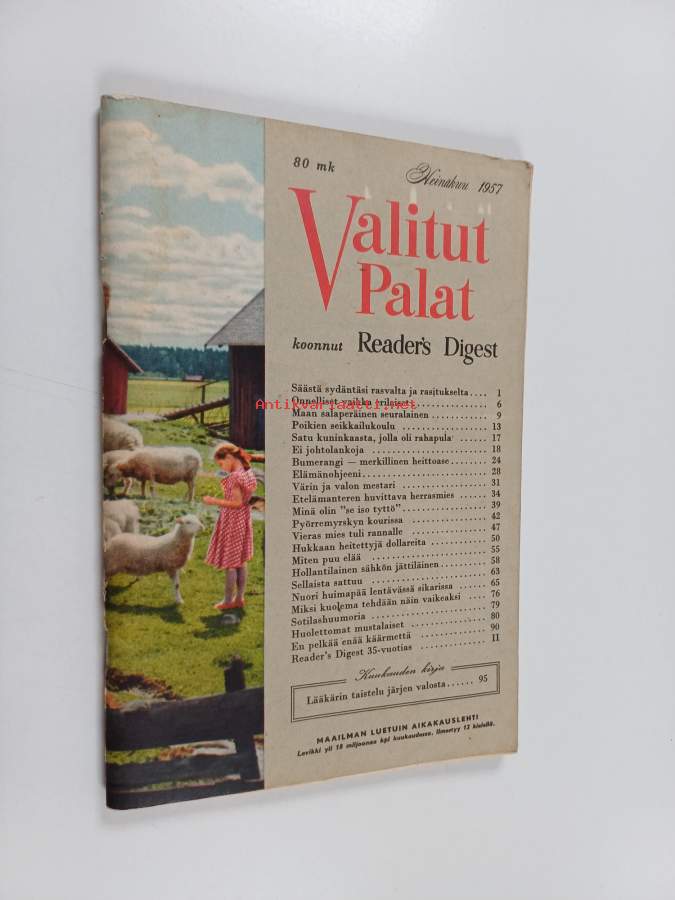 80 mk Heinäkuu 1957
Valitut
Palat
koonnut Reader's Digest
Säästä sydäntäsi rasvalta ja rasitukselta .... 1
Onnelliset vaikka erilaiset 6
Antikvariaatti.net
Maan salaperäinen seuralainen ............ 9
Poikien seikkailukoulu ............ 13
Satu kuninkaasta, jolla oli rahapula ...... 17
Ei johtolankoja ............ 18
Bumerangi — merkillinen heittoase ........ 24
Elämänohjeeni ............ 28
Värin ja valon mestari ............ 31
Etelämanteren huvittava herrasmies ...... 34
Minä olin "se iso tyttö" ............ 39
Pyörremyrskyn kourissa ............ 42
Vieras mies tuli rannalle ............ 47
Hukkaan heitettyjä dollareita ............ 50
Miten puu elää ............ 55
Hollantilainen sähkön jättiläinen ............ 58
Sellaista sattuu ............ 63
Nuori huimapää lentävässä sikarissa ...... 65
Miksi kuolema tehdään näin vaikeaksi .... 76
Sotilashuumoria ............ 79
Huolettomat mustalaiset ............ 80
En pelkää enää käärmettä ............ 90
Reader's Digest 35-vuotias ............ 11
Kuukauden kirja
Lääkärin taistelu järjen valosta ...... 95
MAAILMAN LUETUIN AIKAKAUSLEHTI
Levikki yli 18 miljoonaa kpl kuukaudessa. Ilmestyy 13 kielellä.